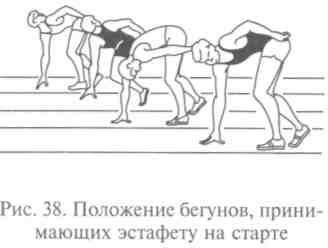 Рис. 38. Положение бегунов, прини-
мающих эстафету на старте